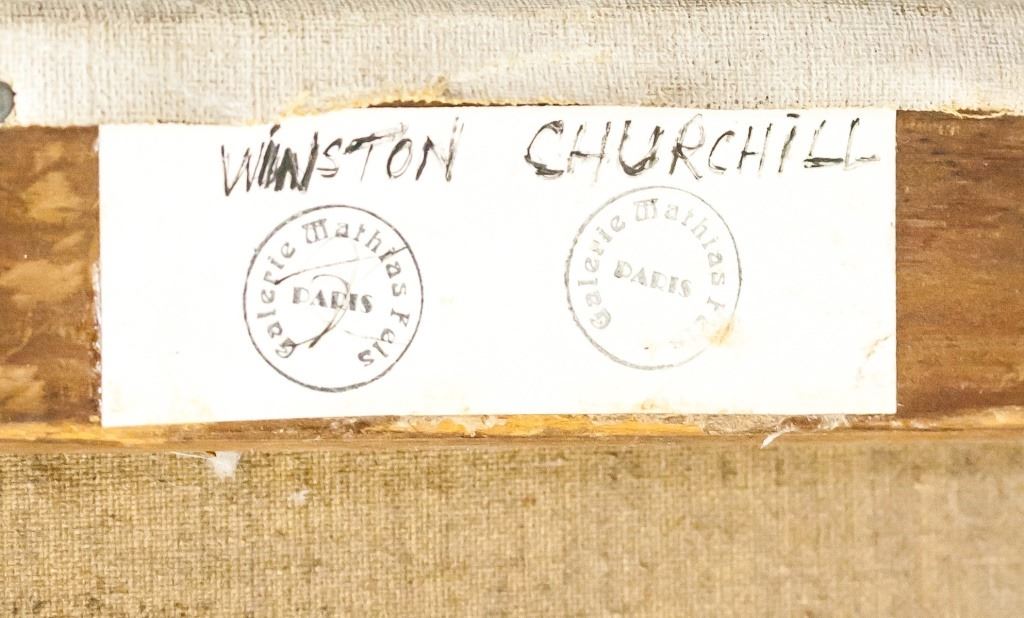 WINSTON CHURCHILL
Galerie Mathias Fels
PARIS
Galerie Mathias Fels
PARIS